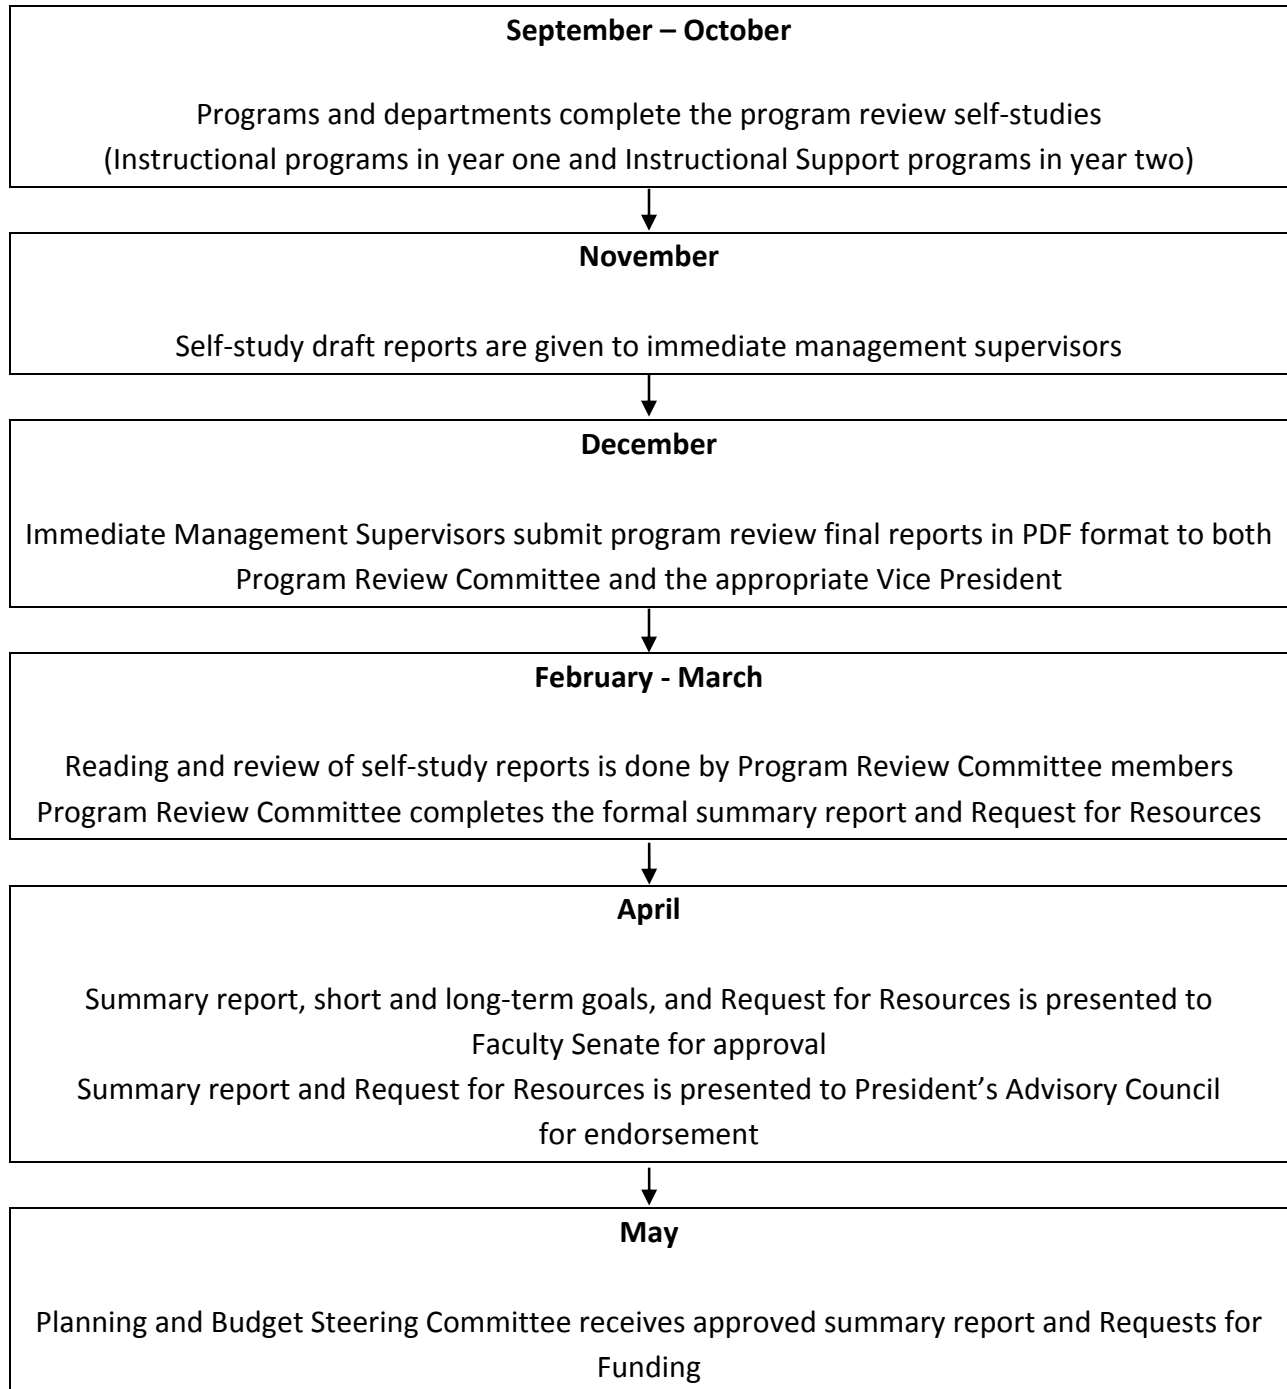 September – October
Programs and departments complete the program review self-studies
(Instructional programs in year one and Instructional Support programs in year two)
November
Self-study draft reports are given to immediate management supervisors
December
Immediate Management Supervisors submit program review final reports in PDF format to both
Program Review Committee and the appropriate Vice President
February - March
Reading and review of self-study reports is done by Program Review Committee members
Program Review Committee completes the formal summary report and Request for Resources
April
Summary report, short and long-term goals, and Request for Resources is presented to
Faculty Senate for approval
Summary report and Request for Resources is presented to President’s Advisory Council
for endorsement
May
Planning and Budget Steering Committee receives approved summary report and Requests for
Funding